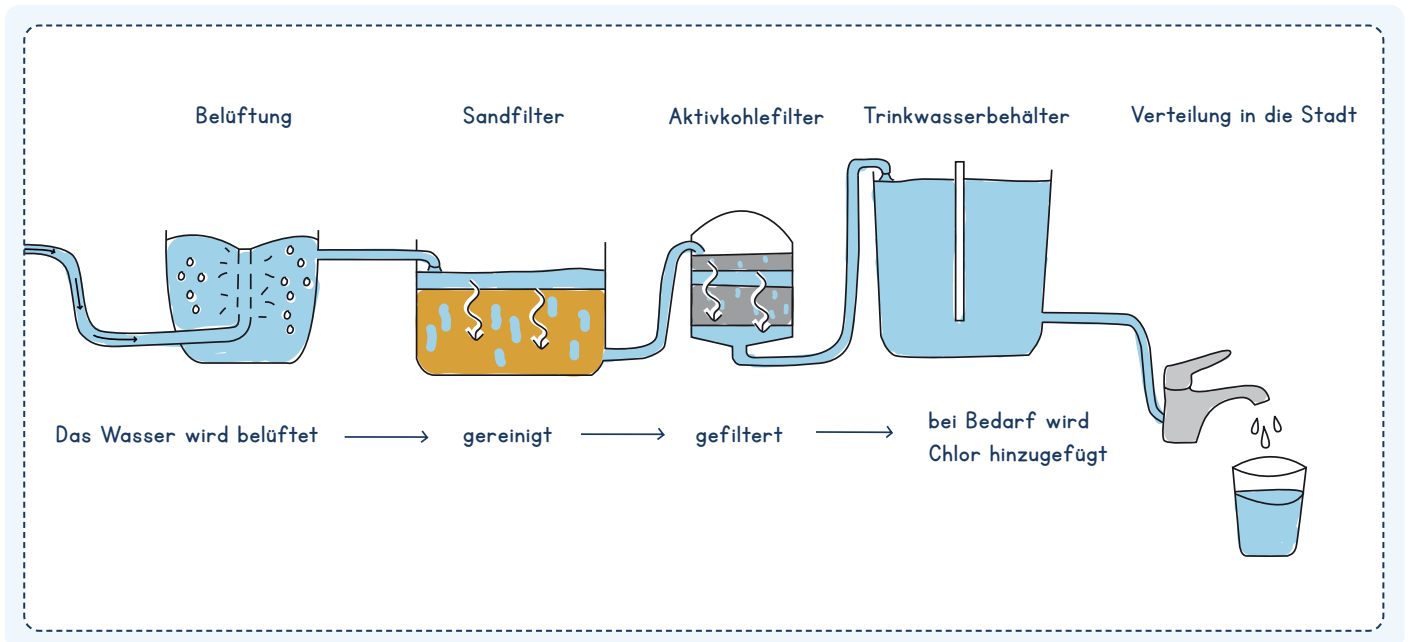 Belüftung
Sandfilter
Aktivkohlefilter
Trinkwasserbehälter
Verteilung in die Stadt
Das Wasser wird belüftet
gereinigt
gefiltert
bei Bedarf wird
Chlor hinzugefügt